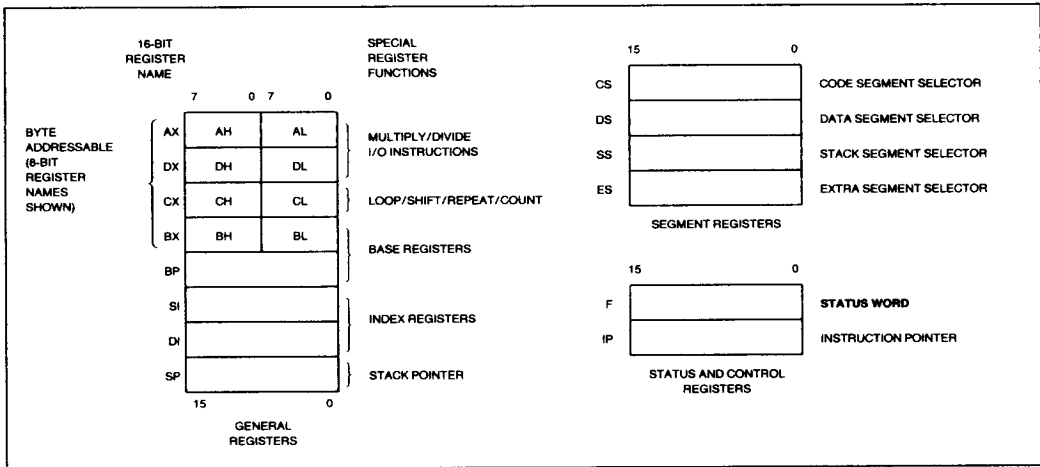 16-BIT
REGISTER
NAME
SPECIAL
REGISTER
FUNCTIONS
7 0 7 0
BYTE
ADDRESSABLE
(8-BIT
REGISTER
NAMES
SHOWN)
AX AH AL
DX DH DL
CX CH CL
BX BH BL
BP
SI
DI
SP
MULTIPLY/DIVIDE
I/O INSTRUCTIONS
LOOP/SHIFT/REPEAT/COUNT
BASE REGISTERS
INDEX REGISTERS
STACK POINTER
15 0
GENERAL
REGISTERS
15 0
CS CODE SEGMENT SELECTOR
DS DATA SEGMENT SELECTOR
SS STACK SEGMENT SELECTOR
ES EXTRA SEGMENT SELECTOR
SEGMENT REGISTERS
15 0
F STATUS WORD
IP INSTRUCTION POINTER
STATUS AND CONTROL
REGISTERS